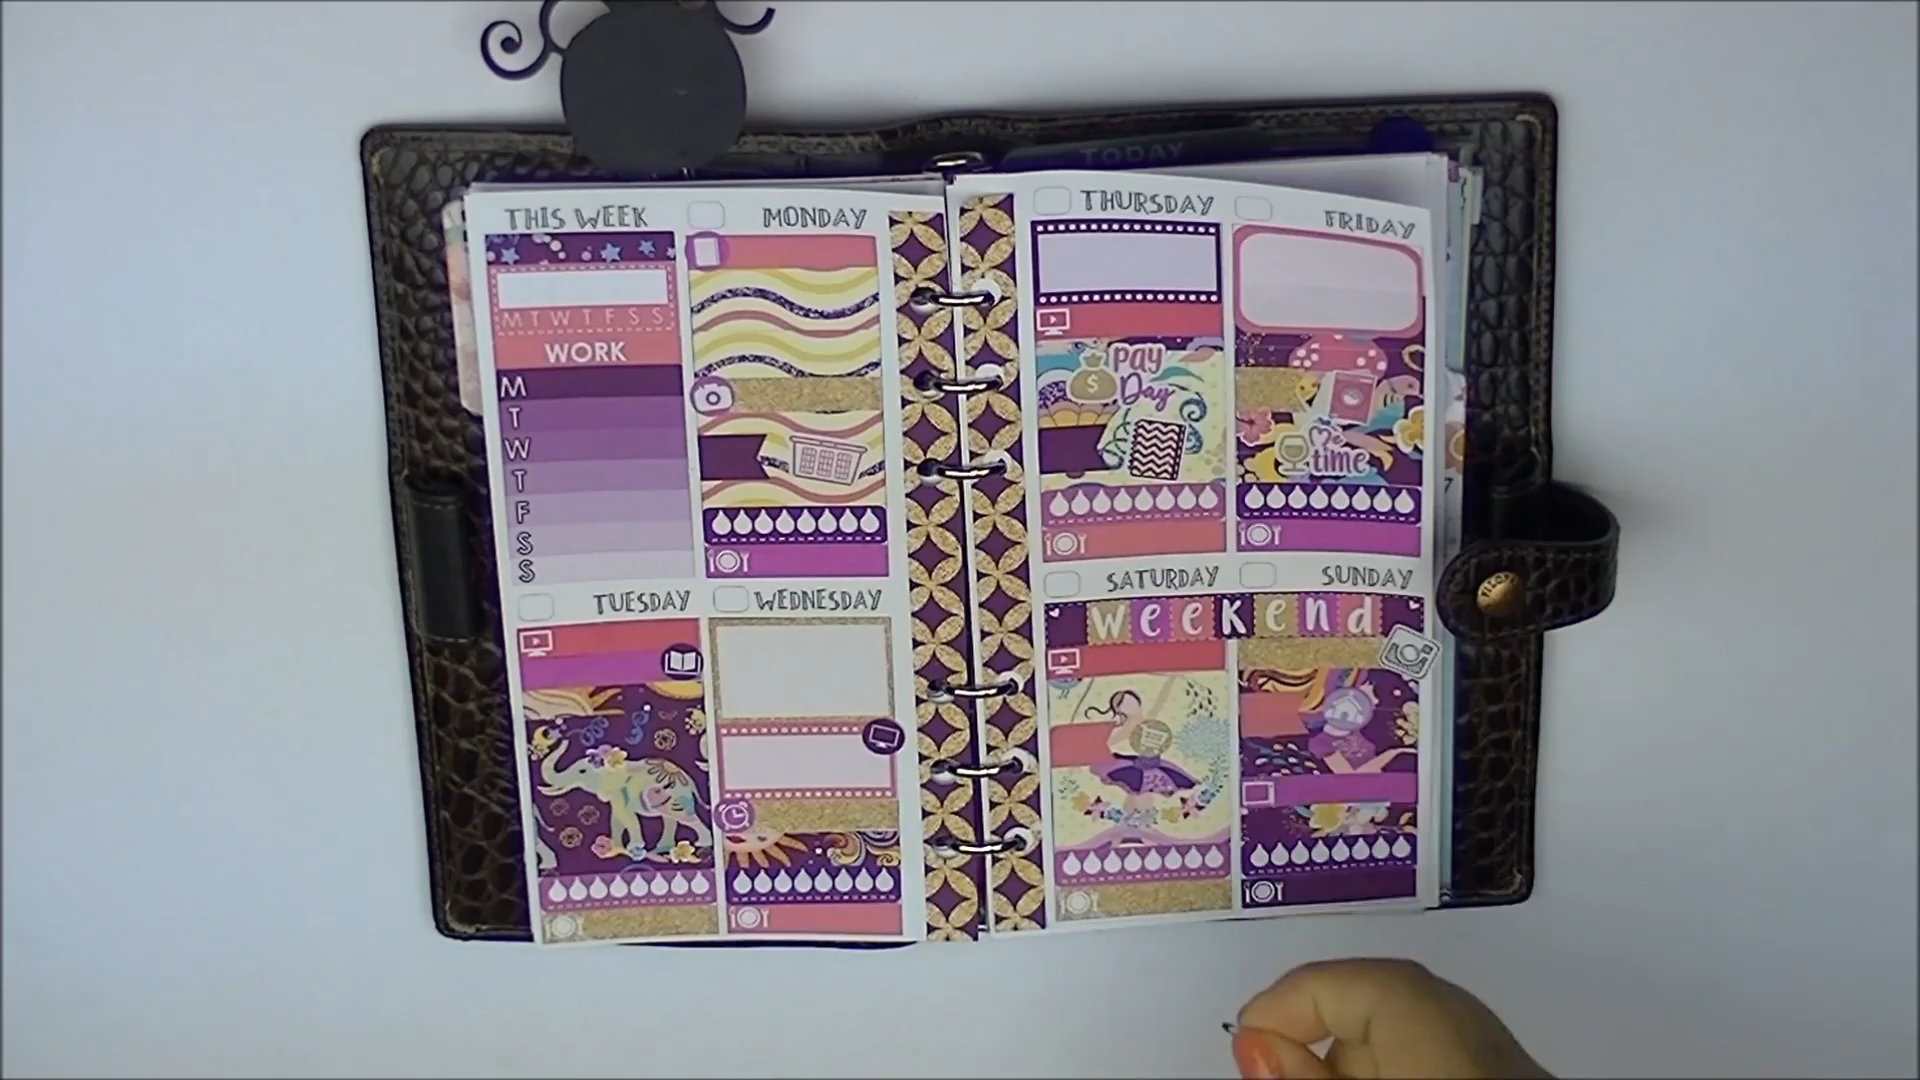 TODAY
THIS WEEK
M T W T F S S
WORK
M
T
W
T
F
S
S
MONDAY
TUESDAY
WEDNESDAY
THURSDAY
$
pay
Day
FRIDAY
Me
time
SATURDAY
SUNDAY
weekend